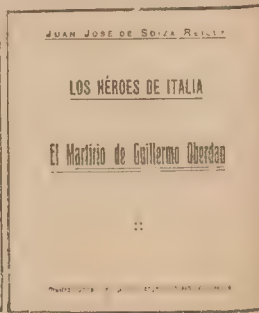 JUAN JOSÉ DE SOIZA REILLY
LOS HÉROES DE ITALIA
El Martirio de Guillermo Oberdan